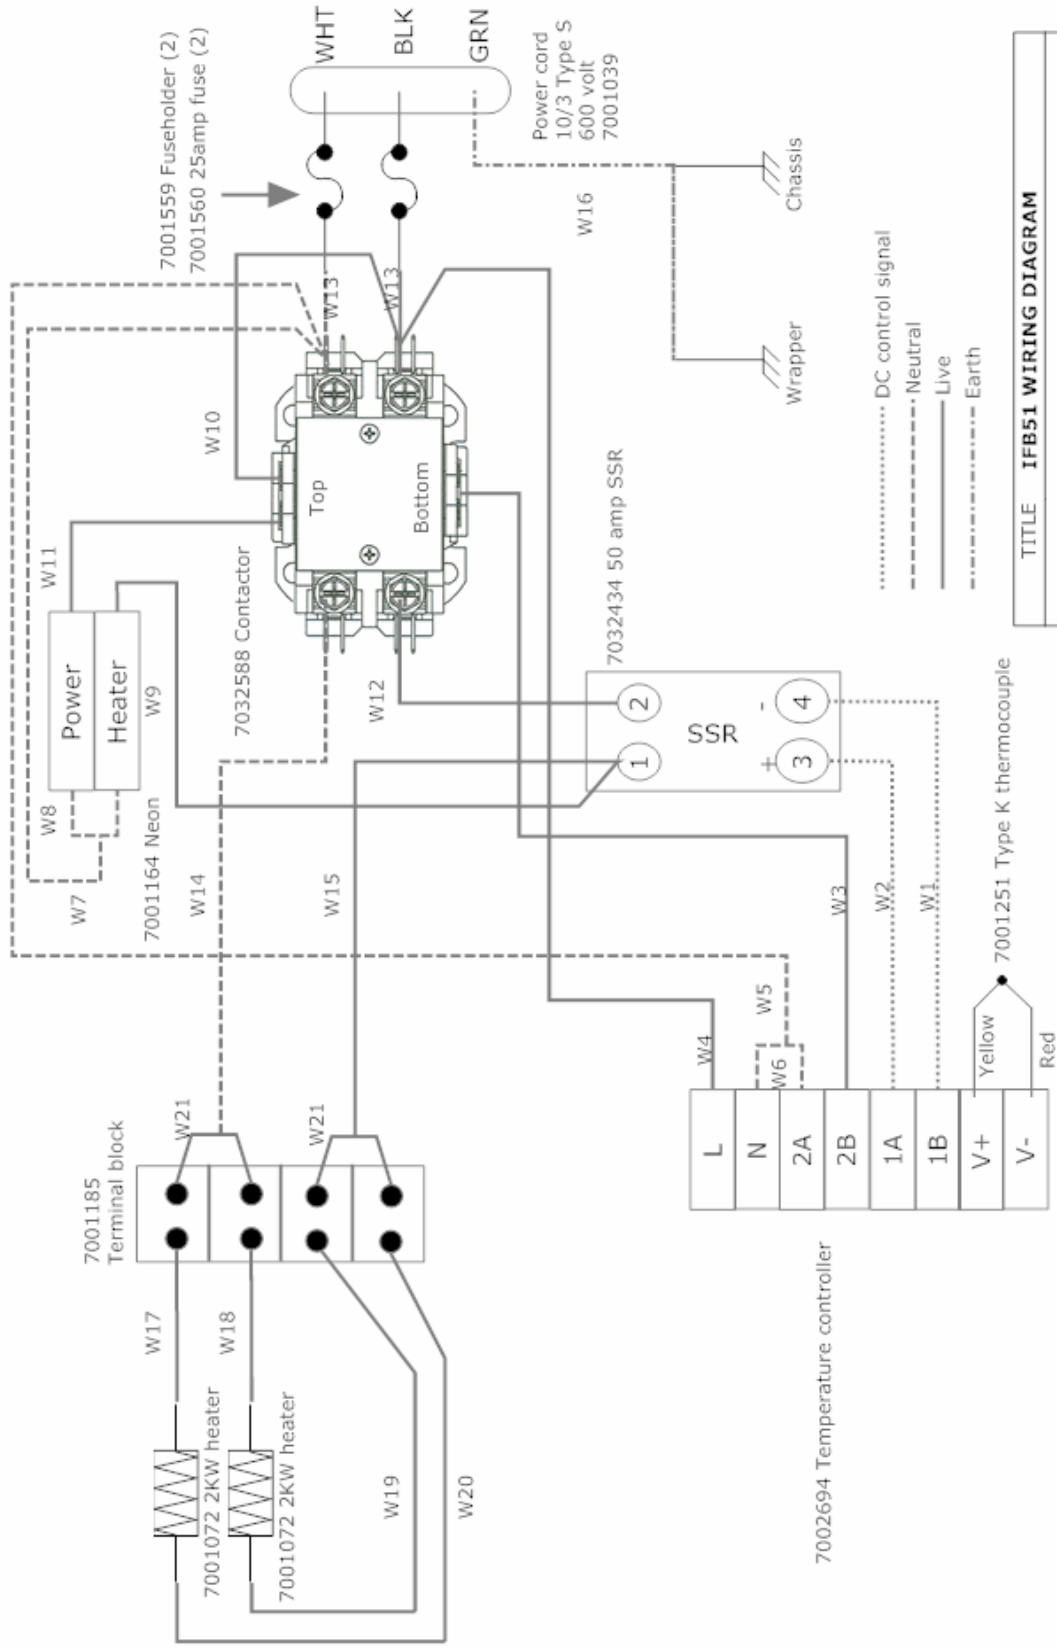 7001559 Fuseholder (2)
7001560 25amp fuse (2)
WHT
BLK
GRN
Power cord
10/3 Type S
600 volt
7001039
W13
W13
W16
Chassis
Wrapper
W10
W11
Top
Bottom
7032588 Contactor
Power
Heater
W9
W8
W7
7001164 Neon
W12
7032434 50 amp SSR
2
1
SSR
-
4
+
3
W14
W15
W3
W2
W1
7001251 Type K thermocouple
Yellow
Red
W4
W5
W6
L
N
2A
2B
1A
1B
V+
V-
7002694 Temperature controller
7001185
Terminal block
W21
W21
W17
W18
7001072 2KW heater
7001072 2KW heater
W19
W20
DC control signal
Neutral
Live
Earth
TITLE IFB51 WIRING DIAGRAM